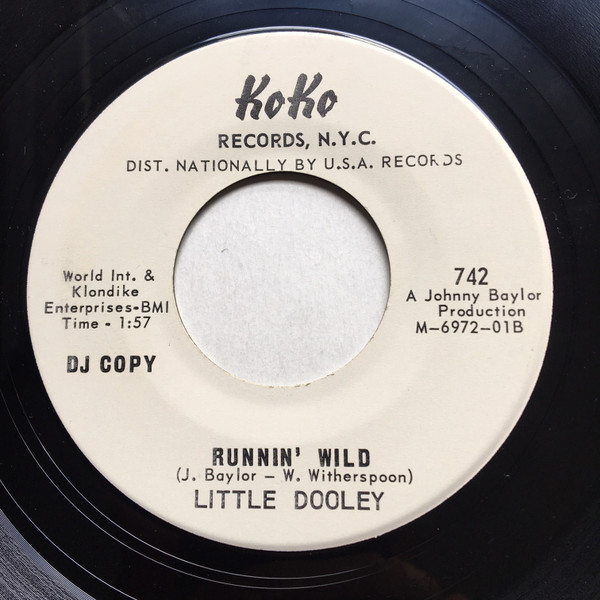 KoKo
RECORDS, N.Y.C.
DIST. NATIONALLY BY U.S.A. RECORDS
World Int. &
Klondike
Enterprises-BMI
Time - 1:57
DJ COPY
742
A Johnny Baylor
Production
M-6972-01B
RUNNIN' WILD
(J. Baylor - W. Witherspoon)
LITTLE DOOLEY